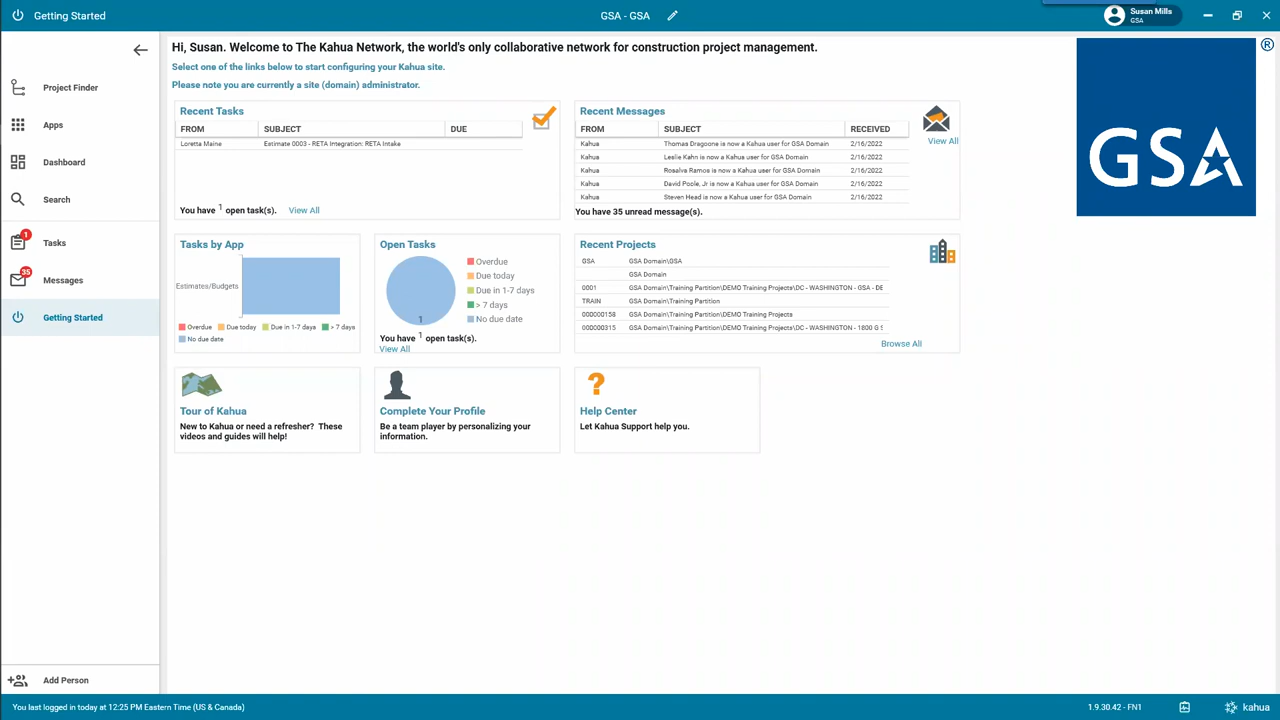 Getting Started
GSA - GSA
Susan Mills
GSA
Project Finder
Apps
Dashboard
Search
1
Tasks
35
Messages
Getting Started
Add Person
Hi, Susan. Welcome to The Kahua Network, the world's only collaborative network for construction project management.
Select one of the links below to start configuring your Kahua site.
Please note you are currently a site (domain) administrator.
Recent Tasks
FROM SUBJECT DUE
Loretta Maine Estimate 0003 - RETA Integration: RETA Intake
You have 1 open task(s). View All
Recent Messages
View All
FROM SUBJECT RECEIVED
Kahua Thomas Dragoone is now a Kahua user for GSA Domain 2/16/2022
Kahua Leslie Kahn is now a Kahua user for GSA Domain 2/16/2022
Kahua Rosalva Ramos is now a Kahua user for GSA Domain 2/16/2022
Kahua David Poole, Jr is now a Kahua user for GSA Domain 2/16/2022
Kahua Steven Head is now a Kahua user for GSA Domain 2/16/2022
You have 35 unread message(s).
GSA
®
Tasks by App
Estimates/Budgets
Overdue Due today Due in 1-7 days > 7 days
No due date
Open Tasks
1
Overdue
Due today
Due in 1-7 days
> 7 days
No due date
You have 1 open task(s).
View All
Recent Projects
GSA GSA Domain\GSA
GSA Domain
0001 GSA Domain\Training Partition\DEMO Training Projects\DC - WASHINGTON - GSA - DE
TRAIN GSA Domain\Training Partition
000000158 GSA Domain\Training Partition\DEMO Training Projects
000000315 GSA Domain\Training Partition\DEMO Training Projects\DC - WASHINGTON - 1800 G S
Browse All
Tour of Kahua
New to Kahua or need a refresher? These
videos and guides will help!
Complete Your Profile
Be a team player by personalizing your
information.
?
Help Center
Let Kahua Support help you.
You last logged in today at 12:25 PM Eastern Time (US & Canada)
1.9.30.42 - FN1
kahua